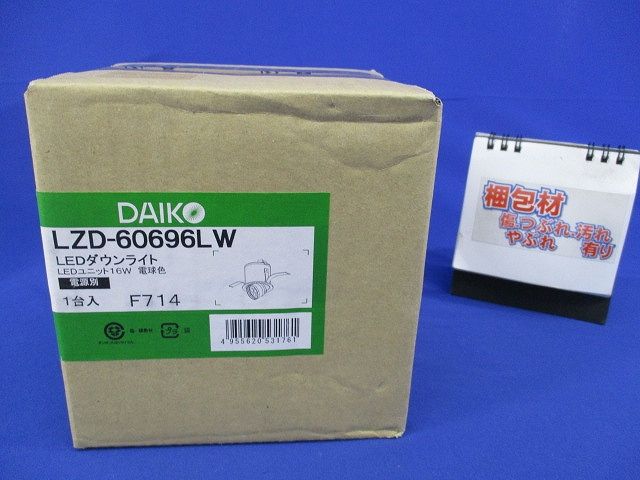 DAIKO
LZD-60696LW
LEDダウンライト
LEDユニット16W 電球色
電源別
1台入 F714
4955620531761
梱包材
傷、つぶれ、汚れ
やぶれ 有り